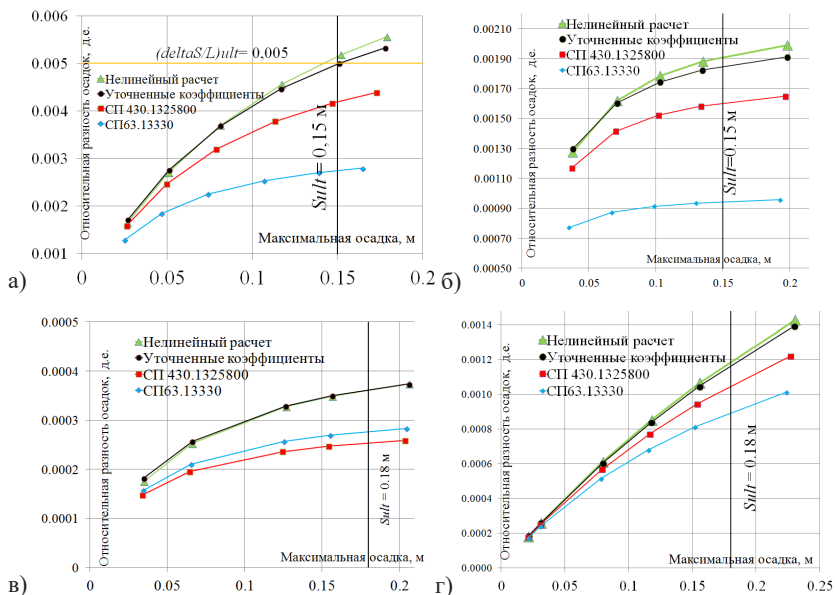 0.006
0.005
0.004
0.003
0.002
0.001
0
0.05
0.1
0.15
0.2
Относительная разность осадок, д.е.
(deltaS/L)ult= 0,005
Нелинейный расчет
Уточненные коэффициенты
СП 430.1325800
СП63.13330
Sult = 0,15 м
Максимальная осадка, м
а)
0.00210
0.00190
0.00170
0.00150
0.00130
0.00110
0.00090
0.00070
0.00050
0
0.05
0.1
0.15
0.2
Относительная разность осадок, д.е.
Нелинейный расчет
Уточненные коэффициенты
СП 430.1325800
СП63.13330
Sult=0.15 м
Максимальная осадка, м
б)
0.0005
0.0004
0.0003
0.0002
0.0001
0
0
0.05
0.1
0.15
0.2
Относительная разность осадок, д.е.
Нелинейный расчет
Уточненные коэффициенты
СП 430.1325800
СП63.13330
Sult = 0.18 м
Максимальная осадка, м
в)
0.0014
0.0012
0.0010
0.0008
0.0006
0.0004
0.0002
0.0000
0
0.05
0.1
0.15
0.2
0.25
Относительная разность осадок, д.е.
Нелинейный расчет
Уточненные коэффициенты
СП 430.1325800
СП63.13330
Sult = 0.18 м
Максимальная осадка, м
г)